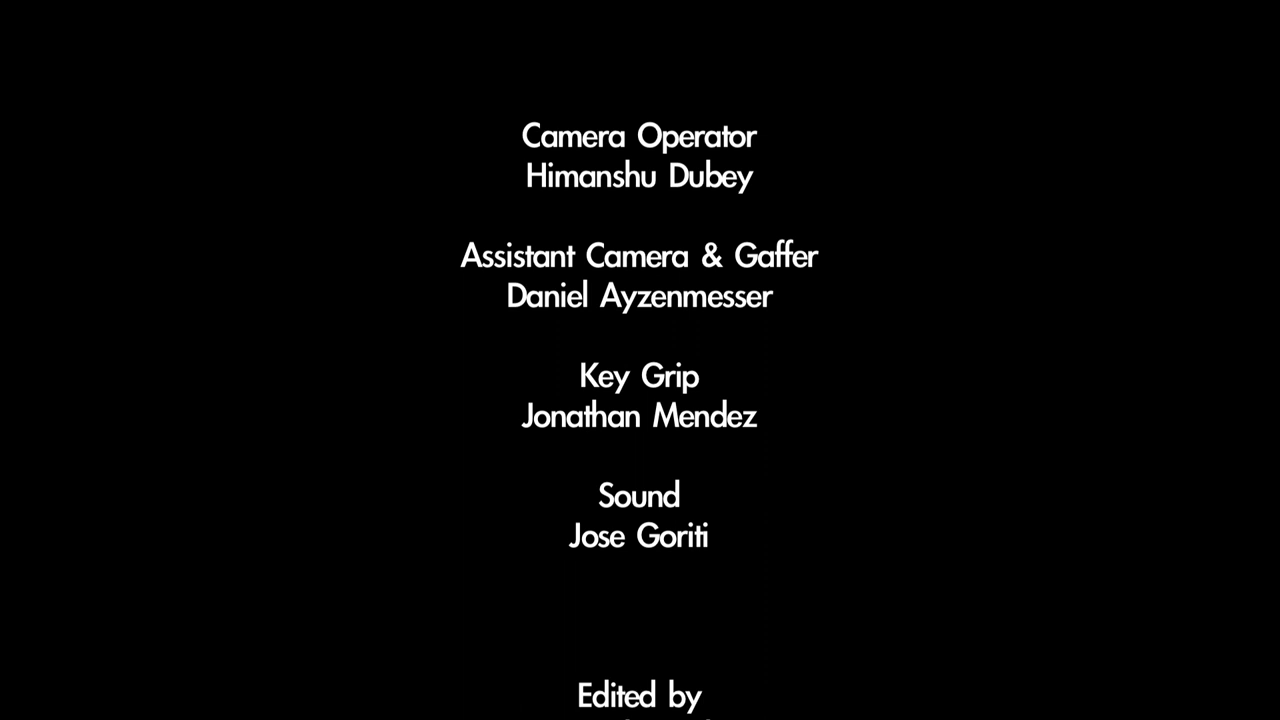 Camera Operator
Himanshu Dubey
Assistant Camera & Gaffer
Daniel Ayzenmesser
Key Grip
Jonathan Mendez
Sound
Jose Goriti
Edited by